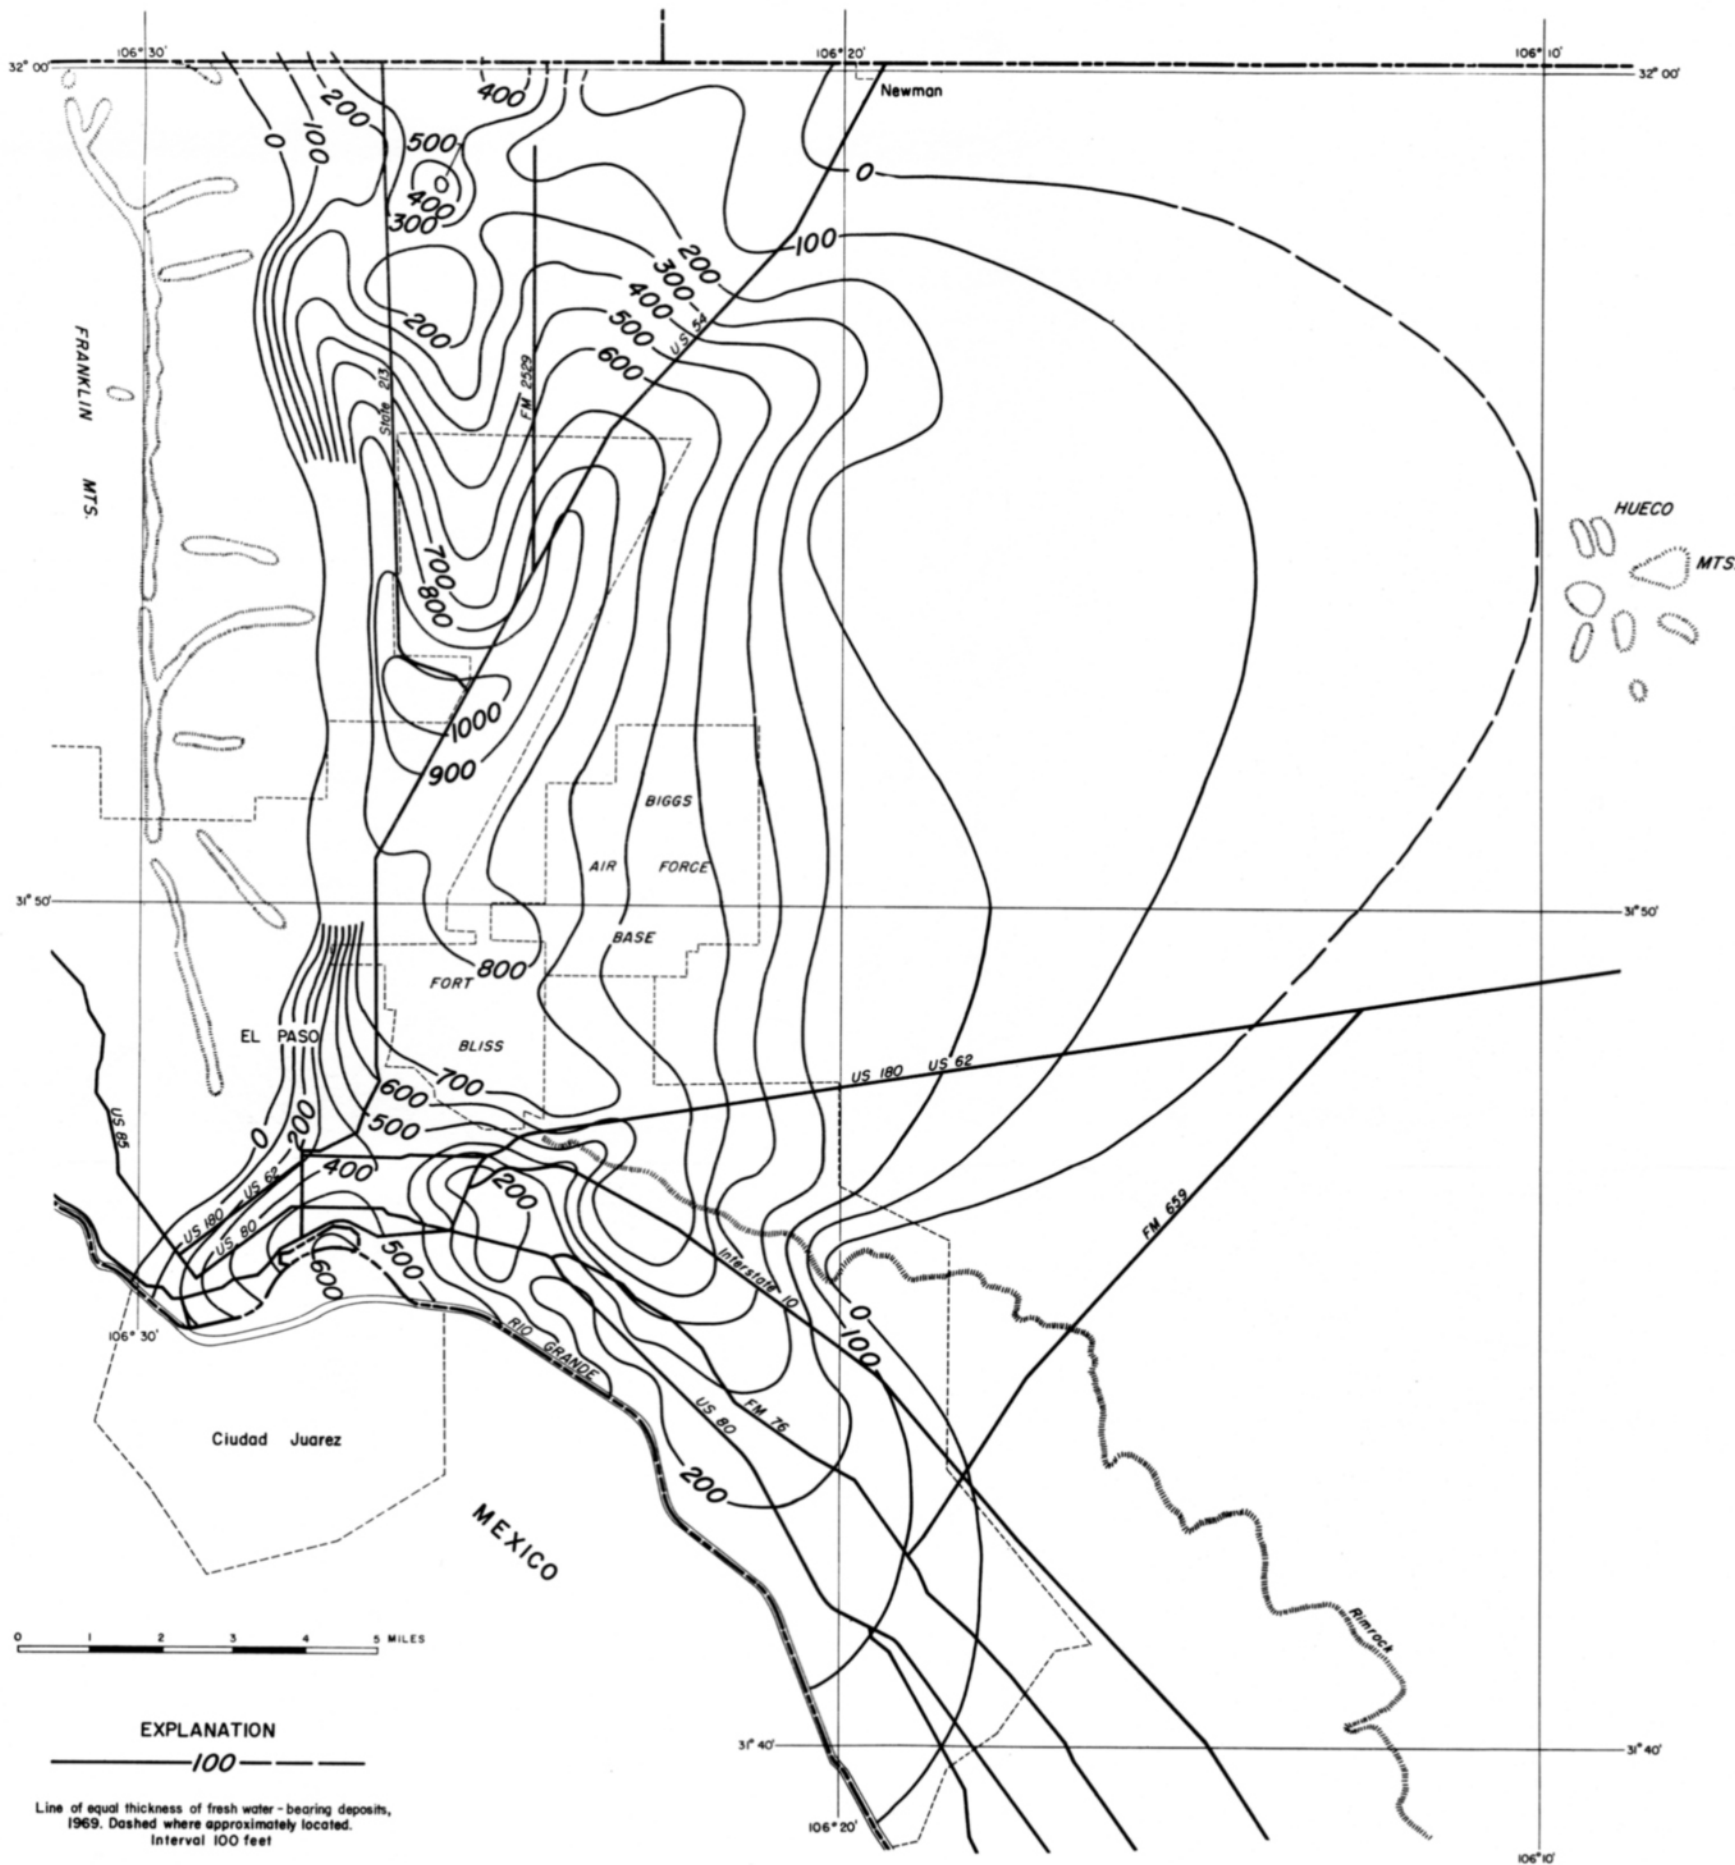 106° 30'
106° 20'
106° 10'
32° 00'
32° 00'
Newman
400
200
0
100
500
0
400
300
100
200
300
400
200
500
US 54
600
FRANKLIN
MTS.
State 213
FM 2529
HUECO
MTS.
700
800
1000
900
BIGGS
AIR FORCE
BASE
31° 50'
31° 50'
800
FORT
BLISS
EL PASO
US 180 US 62
700
600
500
US 85
0
200
400
US 62
200
US 180
US 80
FM 659
500
600
Interstate 10
0
100
106° 30'
RIO
GRANDE
US 80
FM 76
Ciudad Juarez
200
MEXICO
Rimrock
0 1 2 3 4 5 MILES
EXPLANATION
100
Line of equal thickness of fresh water-bearing deposits,
1969. Dashed where approximately located.
Interval 100 feet
31° 40'
31° 40'
106° 20'
106° 10'